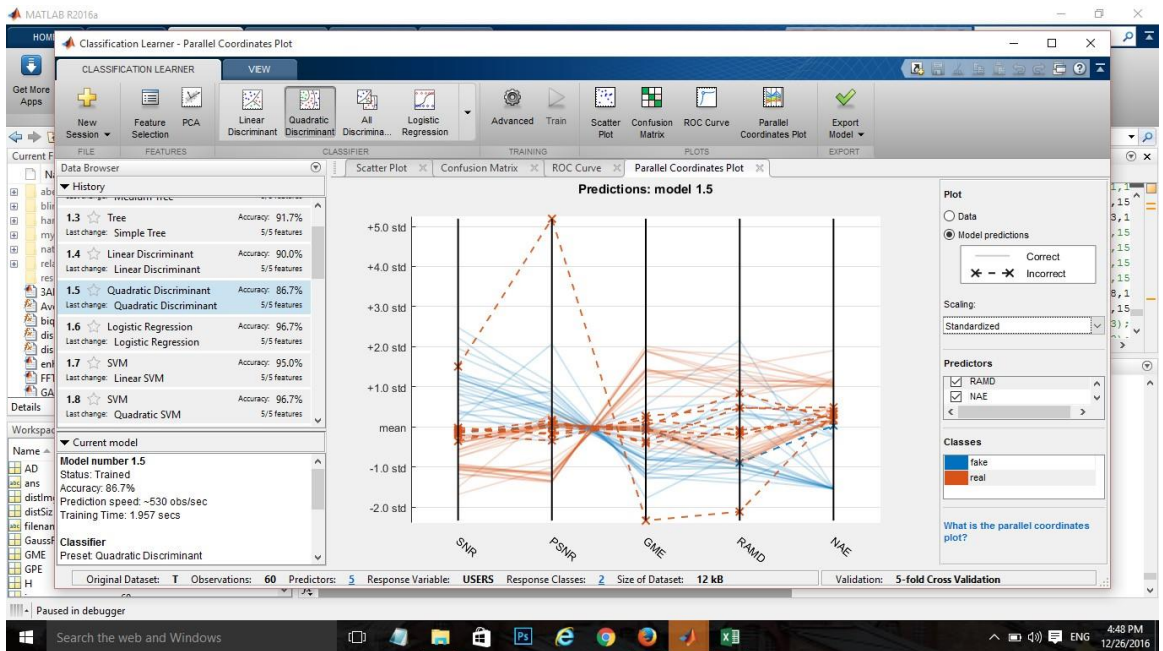 MATLAB R2016a
HOM
Classification Learner - Parallel Coordinates Plot
CLASSIFICATION LEARNER
VIEW
Get More
Apps
New
Session
Feature
Selection
PCA
Linear
Discriminant
Quadratic
Discriminant
All
Discrimina...
Logistic
Regression
Advanced
Train
Scatter
Plot
Confusion
Matrix
ROC Curve
Parallel
Coordinates Plot
Export
Model
FILE
FEATURES
CLASSIFIER
TRAINING
PLOTS
EXPORT
Current F
Data Browser
Scatter Plot
Confusion Matrix
ROC Curve
Parallel Coordinates Plot
History
1.3 Tree Accuracy: 91.7%
Last change: Simple Tree 5/5 features
1.4 Linear Discriminant Accuracy: 90.0%
Last change: Linear Discriminant 5/5 features
1.5 Quadratic Discriminant Accuracy: 86.7%
Last change: Quadratic Discriminant 5/5 features
1.6 Logistic Regression Accuracy: 96.7%
Last change: Logistic Regression 5/5 features
1.7 SVM Accuracy: 95.0%
Last change: Linear SVM 5/5 features
1.8 SVM Accuracy: 96.7%
Last change: Quadratic SVM 5/5 features
Current model
Model number 1.5
Status: Trained
Accuracy: 86.7%
Prediction speed: ~530 obs/sec
Training Time: 1.957 secs
Classifier
Preset: Quadratic Discriminant
Predictions: model 1.5
+5.0 std
+4.0 std
+3.0 std
+2.0 std
+1.0 std
mean
-1.0 std
-2.0 std
SNR
PSNR
GME
RAMD
NAE
Plot
Data
Model predictions
Correct
Incorrect
Scaling:
Standardized
Predictors
RAMD
NAE
Classes
fake
real
What is the parallel coordinates
plot?
Details
Workspac
Name
AD
ans
distIm
distSiz
filenan
GaussF
GME
GPE
H
Original Dataset: T Observations: 60 Predictors: 5 Response Variable: USERS Response Classes: 2 Size of Dataset: 12 kB
Validation: 5-fold Cross Validation
Paused in debugger
Search the web and Windows
ENG
4:48 PM
12/26/2016